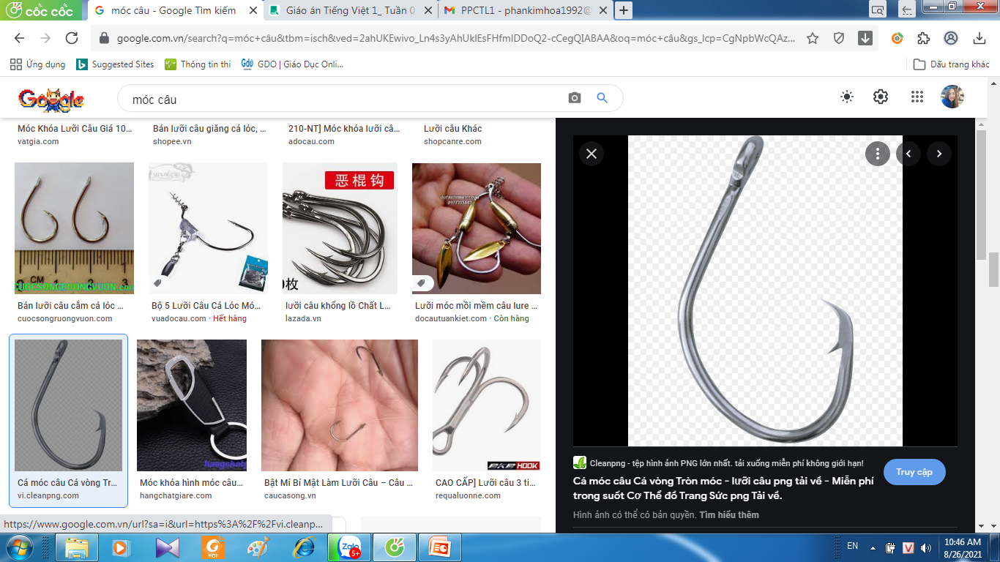 cốc cốc
móc câu - Google Tìm kiếm
Giáo án Tiếng Việt 1_ Tuần 0
PPCTL1 - phankimhoa1992@
google.com.vn/search?q=móc+câu&tbm=isch&ved=2ahUKEwivo_Ln4s3yAhUklEsFHfmIDDoQ2-cCegQIABAA&oq=móc+câu&gs_lcp=CgNpbWcQAz...
Ứng dụng
Suggested Sites
Thông tin thi
GDO | Giáo Dục Onli...
Dấu trang khác
Google
móc câu
Móc Khóa Lưỡi Câu Giá 10...
vatgia.com
Bán lưỡi câu giăng cá lóc, ...
shopee.vn
210-NT] Móc khóa lưỡi câ...
adocau.com
Lưỡi câu Khác
shopcanre.com
CM
2
3
CUOCSONGRUONGVUON.com
恶棍钩
0枚
Bán lưỡi câu cắm cá lóc ...
cuocsongruongvuon.com
Bộ 5 Lưỡi Câu Cá Lóc Mó...
vuadocau.com · Hết hàng
lưỡi câu khổng lồ Chất L...
lazada.vn
Lưỡi móc mồi mềm câu lure ...
docautuankiet.com · Còn hàng
hangchatg
BKK HOOK
Cá móc câu Cá vòng Tr...
vi.cleanpng.com
Móc khóa hình móc câu...
hangchatgiare.com
Bật Mí Bí Mật Làm Lưỡi Câu – Câu ...
caucasong.vn
CAO CẤP] Lưỡi câu 3 ti...
requaluonne.com
Cleanpng - tệp hình ảnh PNG lớn nhất. tải xuống miễn phí không giới hạn!
Cá móc câu Cá vòng Tròn móc - lưỡi câu png tải về - Miễn phí
trong suốt Cơ Thể đồ Trang Sức png Tải về.
Truy cập
Hình ảnh có thể có bản quyền. Tìm hiểu thêm
https://www.google.com.vn/url?sa=i&url=https%3A%2F%2Fvi.cleanp...
PDF
Zalo
5+
EN
10:46 AM
8/26/2021